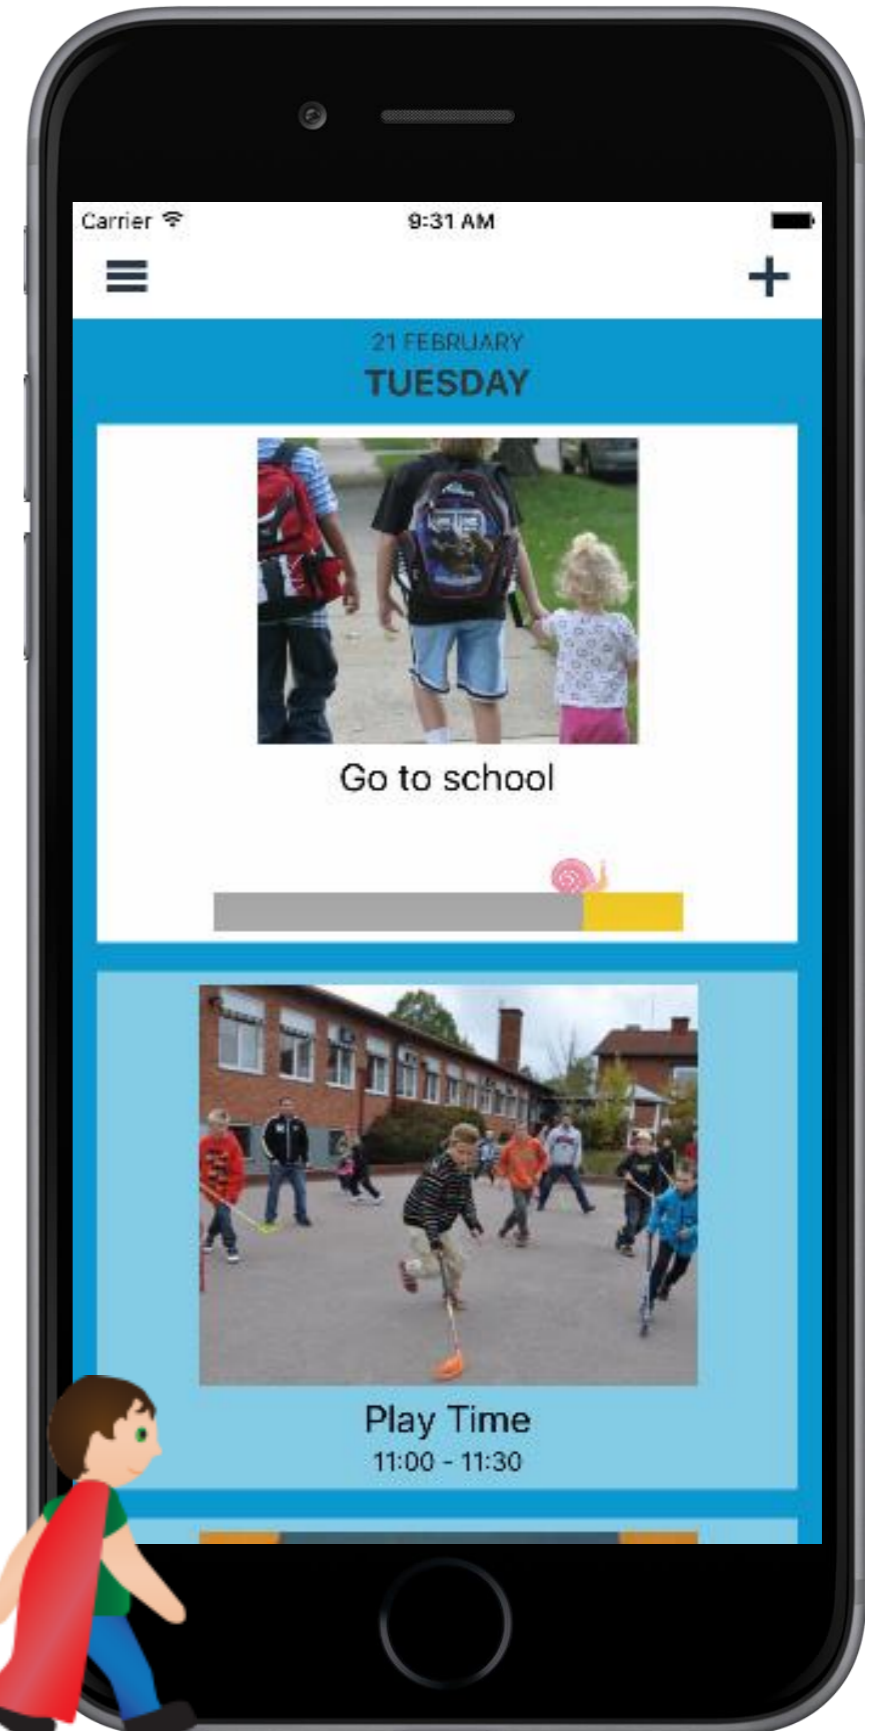 Carrier
9:31 AM
21 FEBRUARY
TUESDAY
Go to school
Play Time
11:00 - 11:30